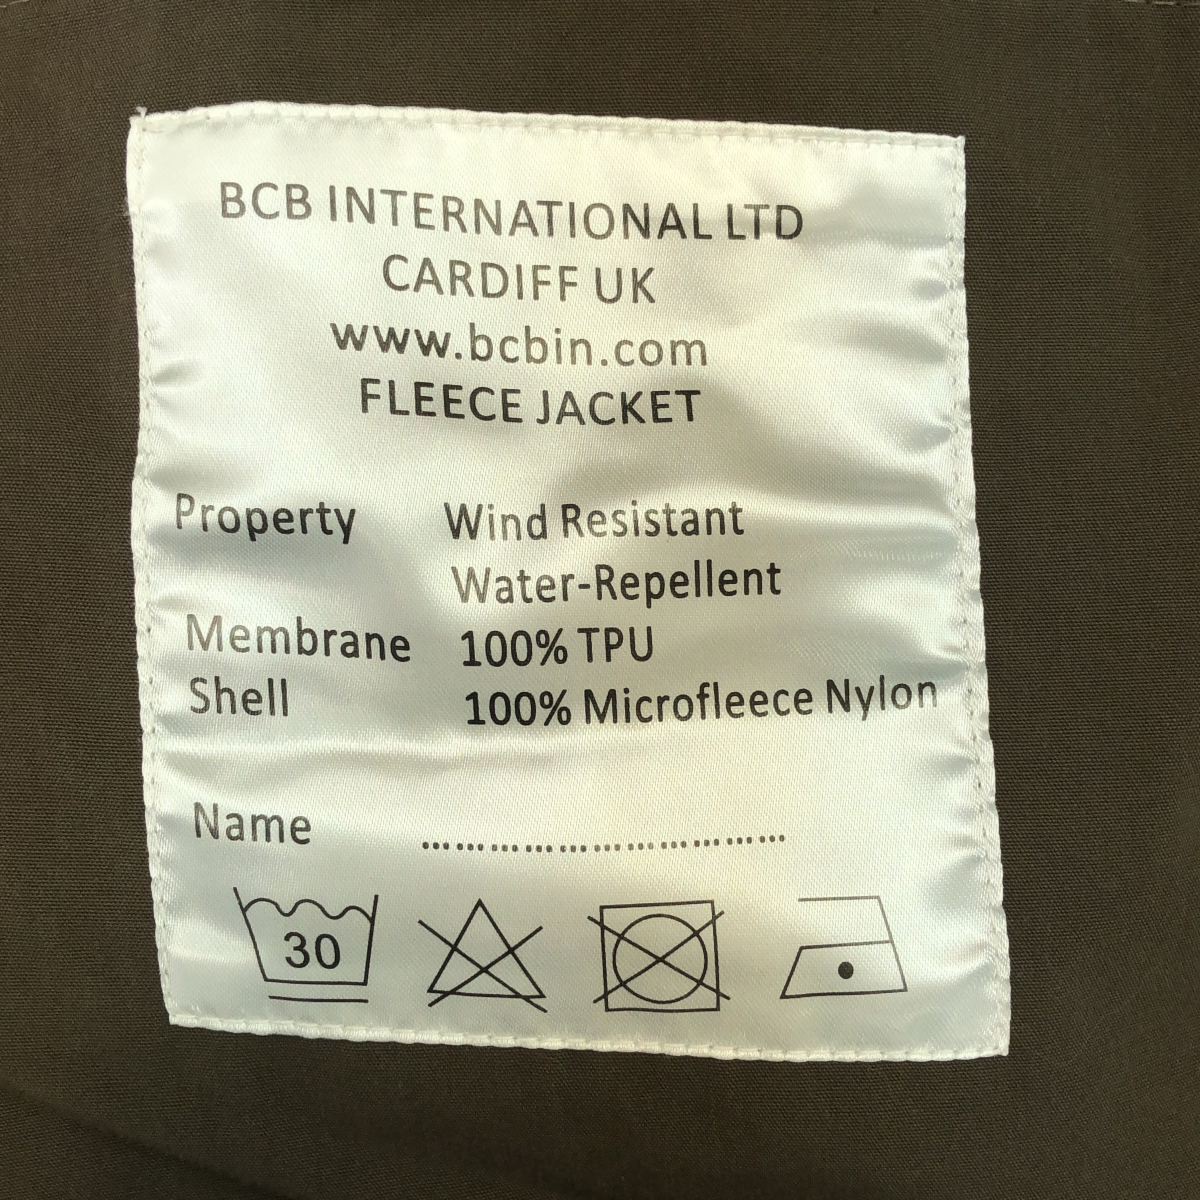 BCB INTERNATIONAL LTD
CARDIFF UK
www.bcbin.com
FLEECE JACKET
Property Wind Resistant
Water-Repellent
Membrane 100% TPU
Shell 100% Microfleece Nylon
Name .................................
30